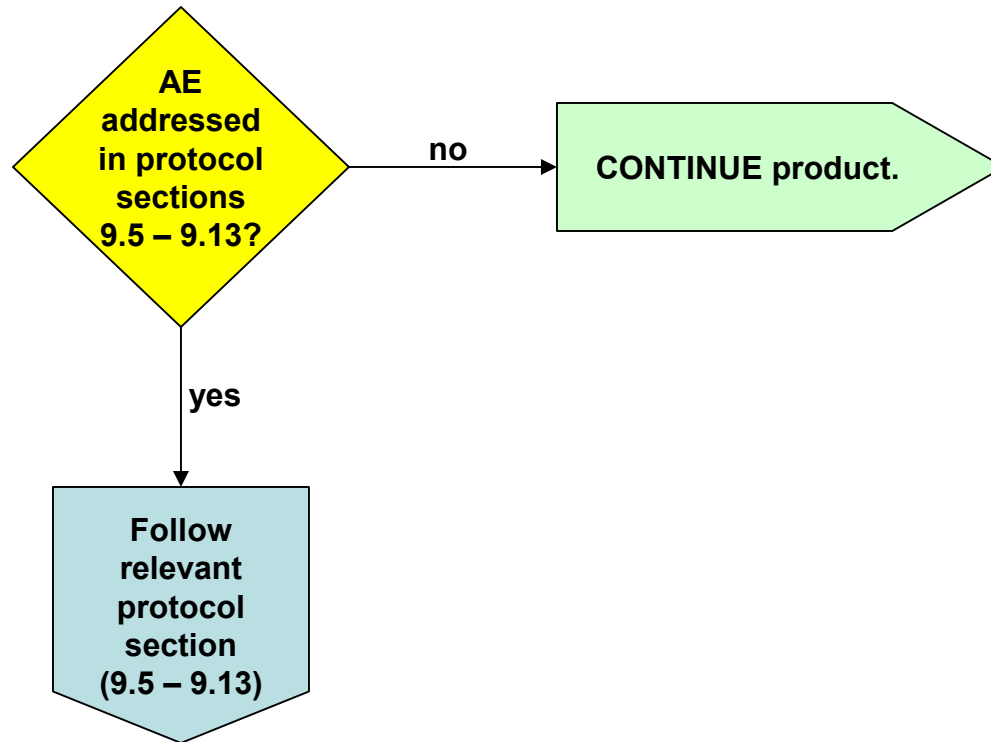 AE
addressed
in protocol
sections
9.5 – 9.13?
no
CONTINUE product.
yes
Follow
relevant
protocol
section
(9.5 – 9.13)